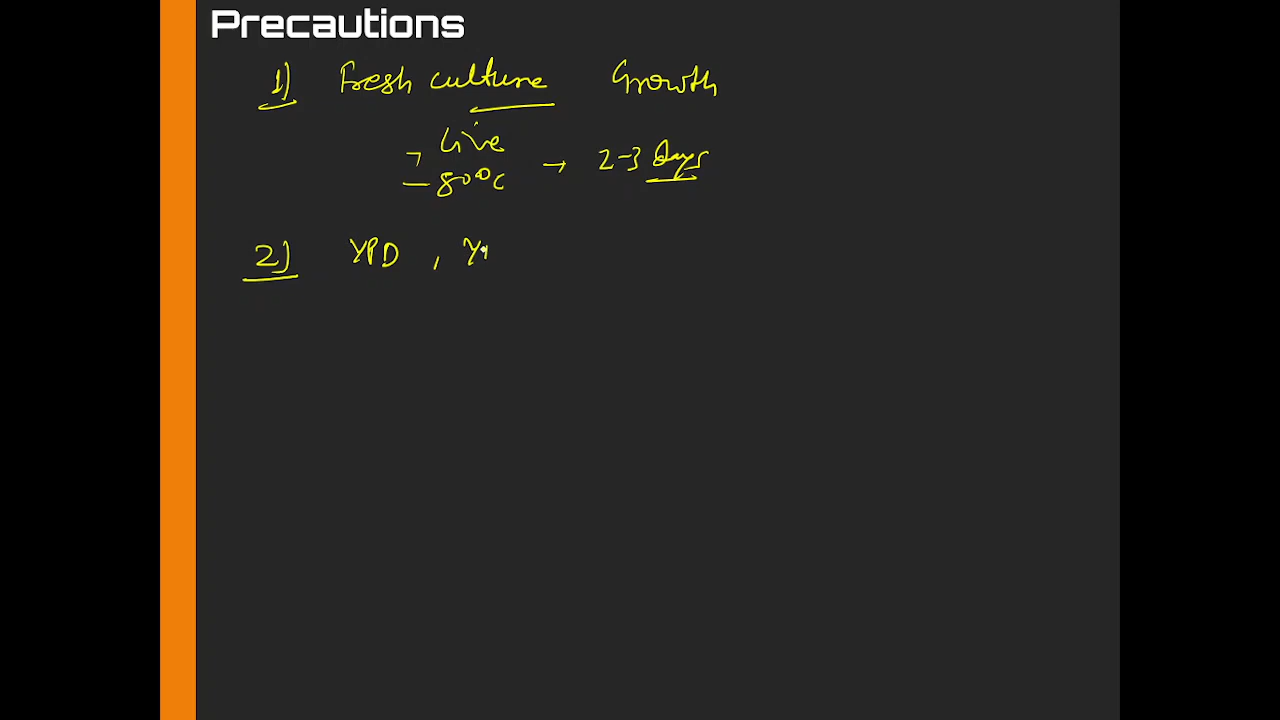 Precautions
1) Fresh culture Growth
→ Live
-80°C → 2-3 days
2) YPD , Y